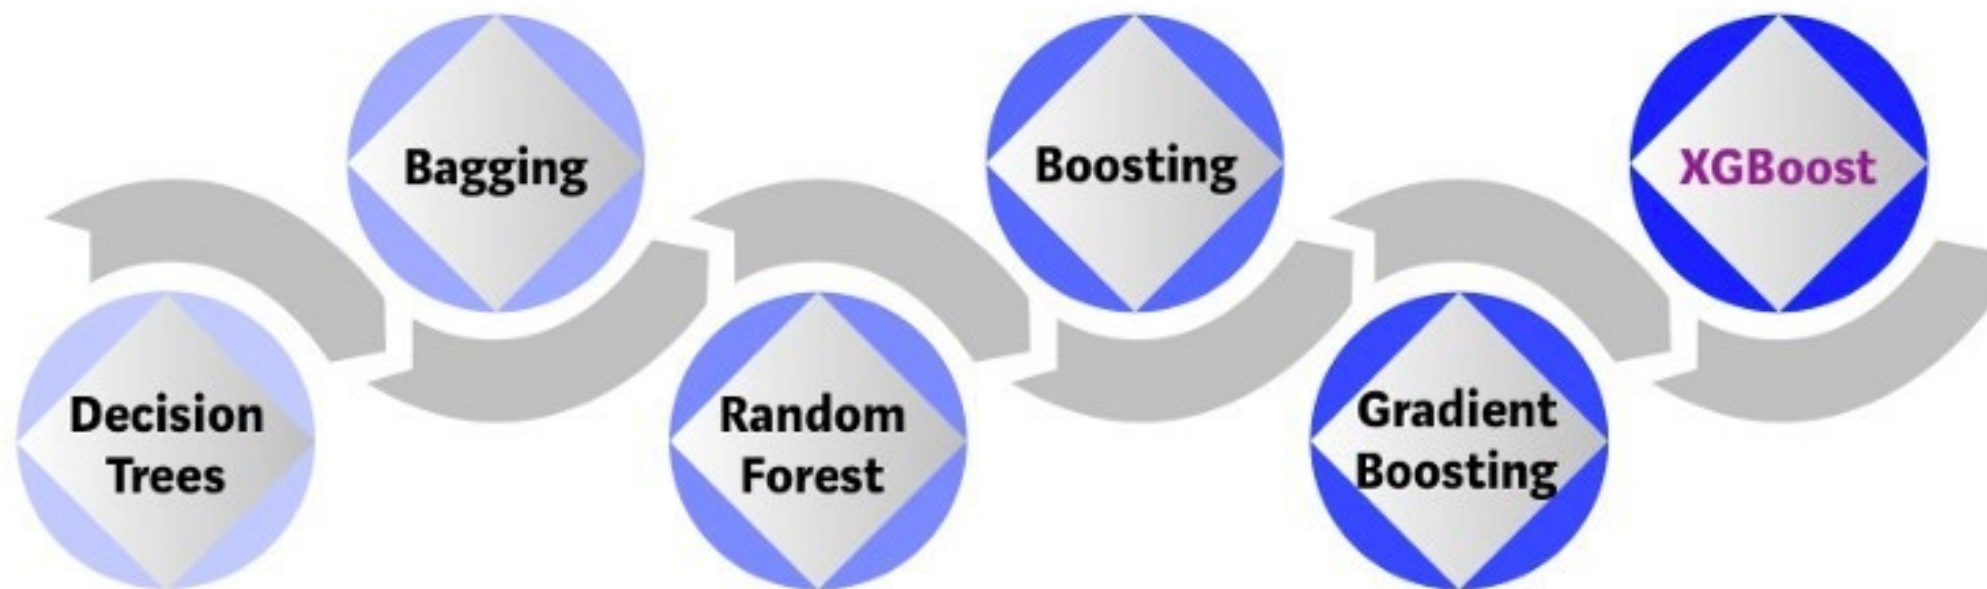 Decision
Trees
Bagging
Random
Forest
Boosting
Gradient
Boosting
XGBoost